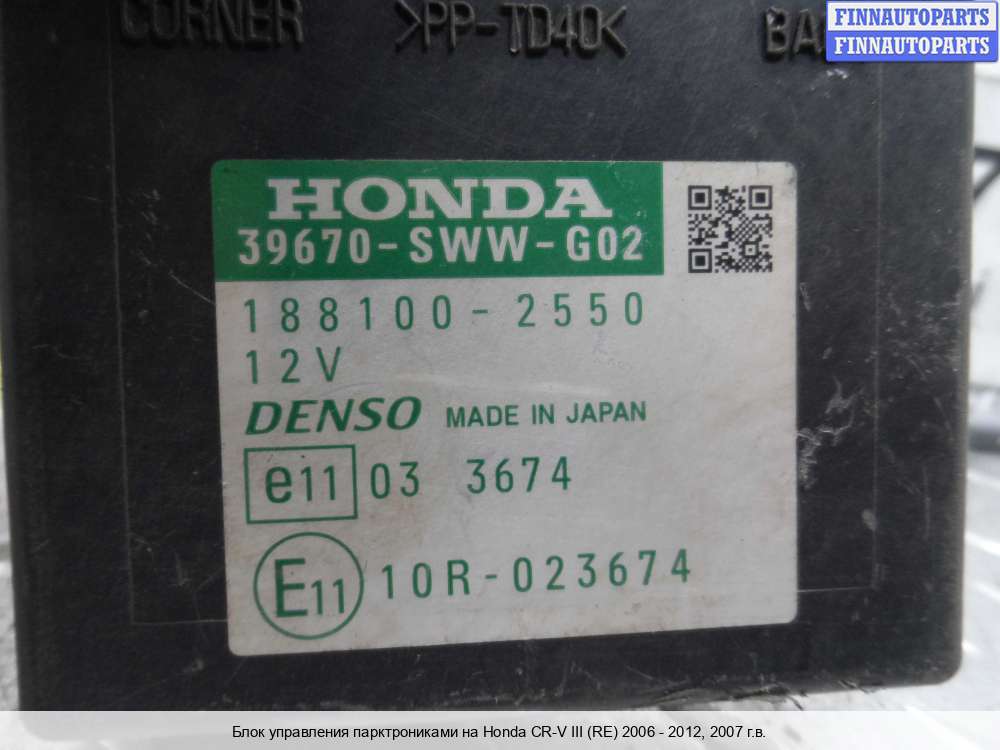 CORNER >PP-TD40<
FINNAUTOPARTS
FINNAUTOPARTS
HONDA
39670-SWW-G02
188100-2550
12V
DENSO MADE IN JAPAN
e11 03 3674
E11 10R-023674
Блок управления парктрониками на Honda CR-V III (RE) 2006 - 2012, 2007 г.в.